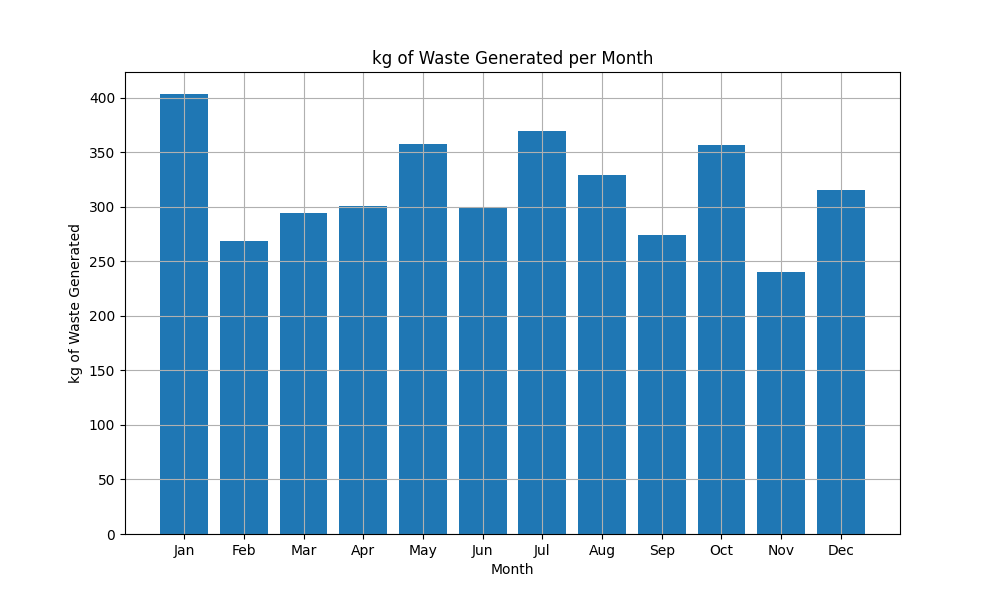 kg of Waste Generated per Month
kg of Waste Generated
400
350
300
250
200
150
100
50
0
Jan Feb Mar Apr May Jun Jul Aug Sep Oct Nov Dec
Month